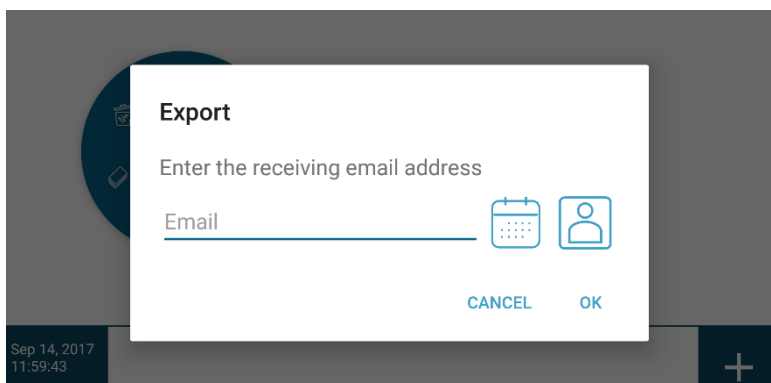 Export
Enter the receiving email address
Email
CANCEL OK
Sep 14, 2017
11:59:43